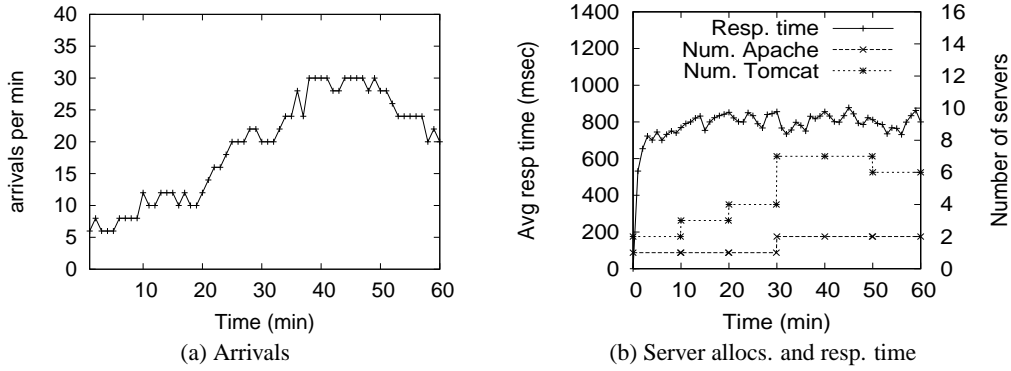 40
35
30
25
20
15
10
5
0
arrivals per min
10 20 30 40 50 60
Time (min)
(a) Arrivals
1400
1200
1000
800
600
400
200
0
Avg resp time (msec)
Resp. time
Num. Apache
Num. Tomcat
16
14
12
10
8
6
4
2
0
Number of servers
0 10 20 30 40 50 60
Time (min)
(b) Server allocs. and resp. time